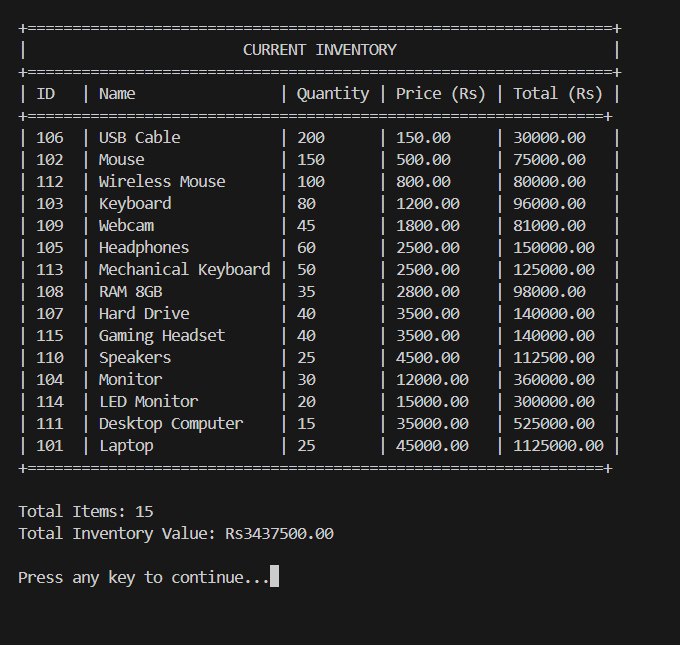 +=================================================================+
|                        CURRENT INVENTORY                        |
+=================================================================+
| ID   | Name                | Quantity | Price (Rs) | Total (Rs) |
+================================================================+
| 106  | USB Cable           | 200      | 150.00     | 30000.00   |
| 102  | Mouse               | 150      | 500.00     | 75000.00   |
| 112  | Wireless Mouse      | 100      | 800.00     | 80000.00   |
| 103  | Keyboard            | 80       | 1200.00    | 96000.00   |
| 109  | Webcam              | 45       | 1800.00    | 81000.00   |
| 105  | Headphones          | 60       | 2500.00    | 150000.00  |
| 113  | Mechanical Keyboard | 50       | 2500.00    | 125000.00  |
| 108  | RAM 8GB             | 35       | 2800.00    | 98000.00   |
| 107  | Hard Drive          | 40       | 3500.00    | 140000.00  |
| 115  | Gaming Headset      | 40       | 3500.00    | 140000.00  |
| 110  | Speakers            | 25       | 4500.00    | 112500.00  |
| 104  | Monitor             | 30       | 12000.00   | 360000.00  |
| 114  | LED Monitor         | 20       | 15000.00   | 300000.00  |
| 111  | Desktop Computer    | 15       | 35000.00   | 525000.00  |
| 101  | Laptop              | 25       | 45000.00   | 1125000.00 |
+================================================================+
Total Items: 15
Total Inventory Value: Rs3437500.00
Press any key to continue...